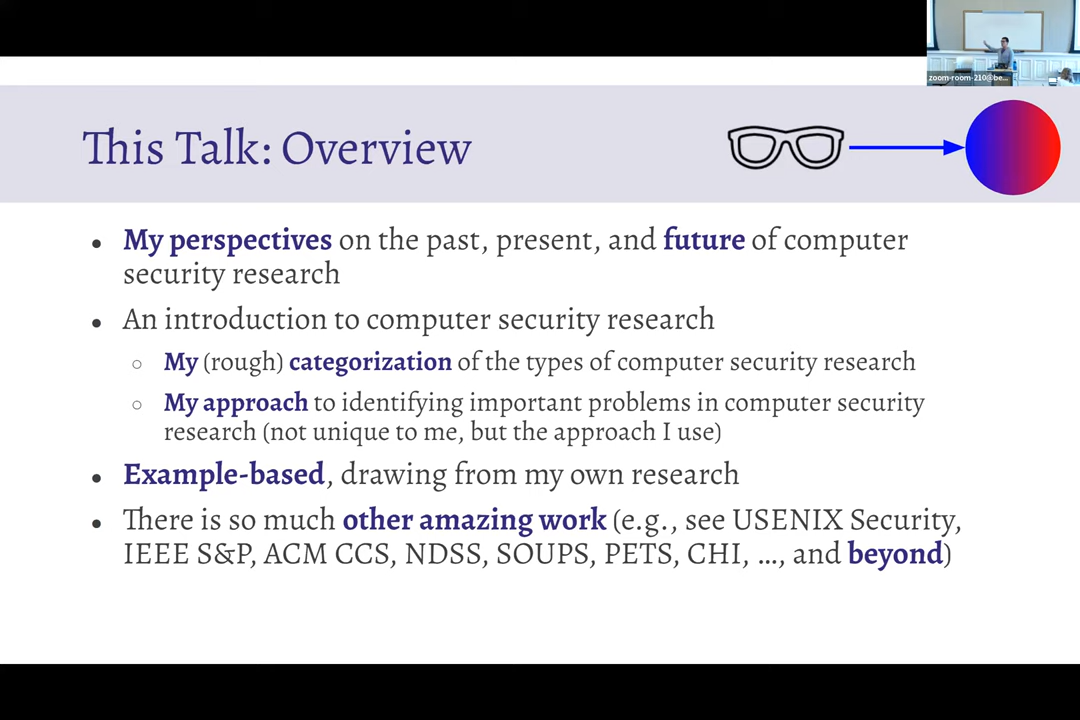 zoom-room-210@be...
This Talk: Overview
• My perspectives on the past, present, and future of computer
security research
• An introduction to computer security research
○ My (rough) categorization of the types of computer security research
○ My approach to identifying important problems in computer security
research (not unique to me, but the approach I use)
• Example-based, drawing from my own research
• There is so much other amazing work (e.g., see USENIX Security,
IEEE S&P, ACM CCS, NDSS, SOUPS, PETS, CHI, ..., and beyond)